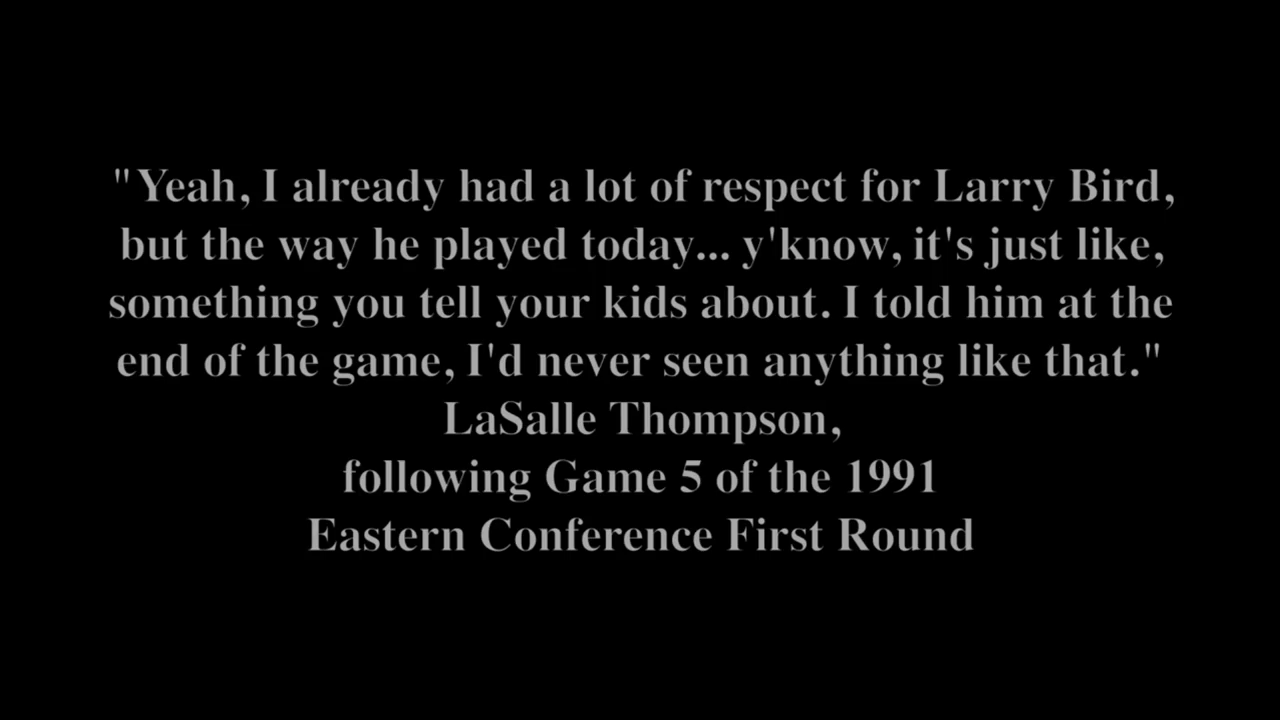 "Yeah, I already had a lot of respect for Larry Bird,
but the way he played today... y'know, it's just like,
something you tell your kids about. I told him at the
end of the game, I'd never seen anything like that."
LaSalle Thompson,
following Game 5 of the 1991
Eastern Conference First Round